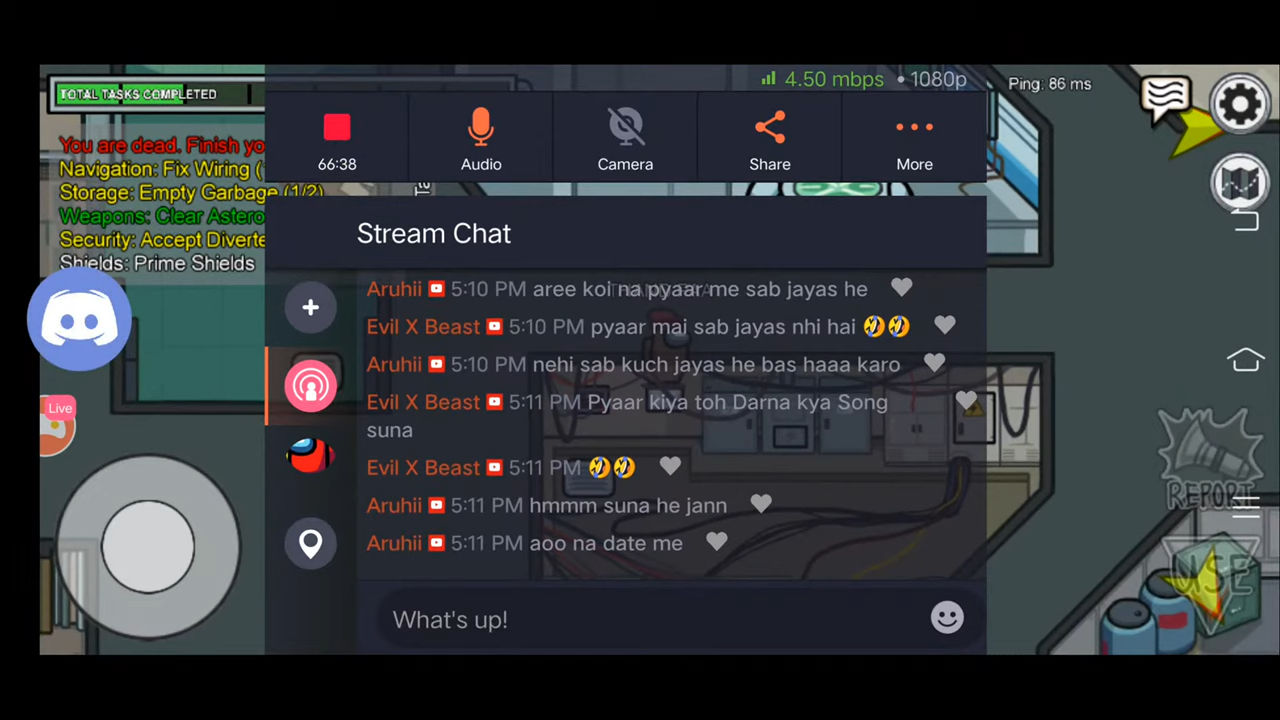 4.50 mbps • 1080p
Ping: 86 ms
TOTAL TASKS COMPLETED
66:38
Audio
Camera
Share
More
You are dead. Finish yo
Navigation: Fix Wiring (
Storage: Empty Garbage (1/2)
Weapons: Clear Astero
Security: Accept Diverte
Shields: Prime Shields
Stream Chat
Aruhii 5:10 PM aree koi na pyaar me sab jayas he
Evil X Beast 5:10 PM pyaar mai sab jayas nhi hai 🤣🤣
Aruhii 5:10 PM nehi sab kuch jayas he bas haaa karo
Evil X Beast 5:11 PM Pyaar kiya toh Darna kya Song
suna
Evil X Beast 5:11 PM 🤣🤣
Aruhii 5:11 PM hmmm suna he jann
Aruhii 5:11 PM aoo na date me
Live
REPORT
USE
What's up!